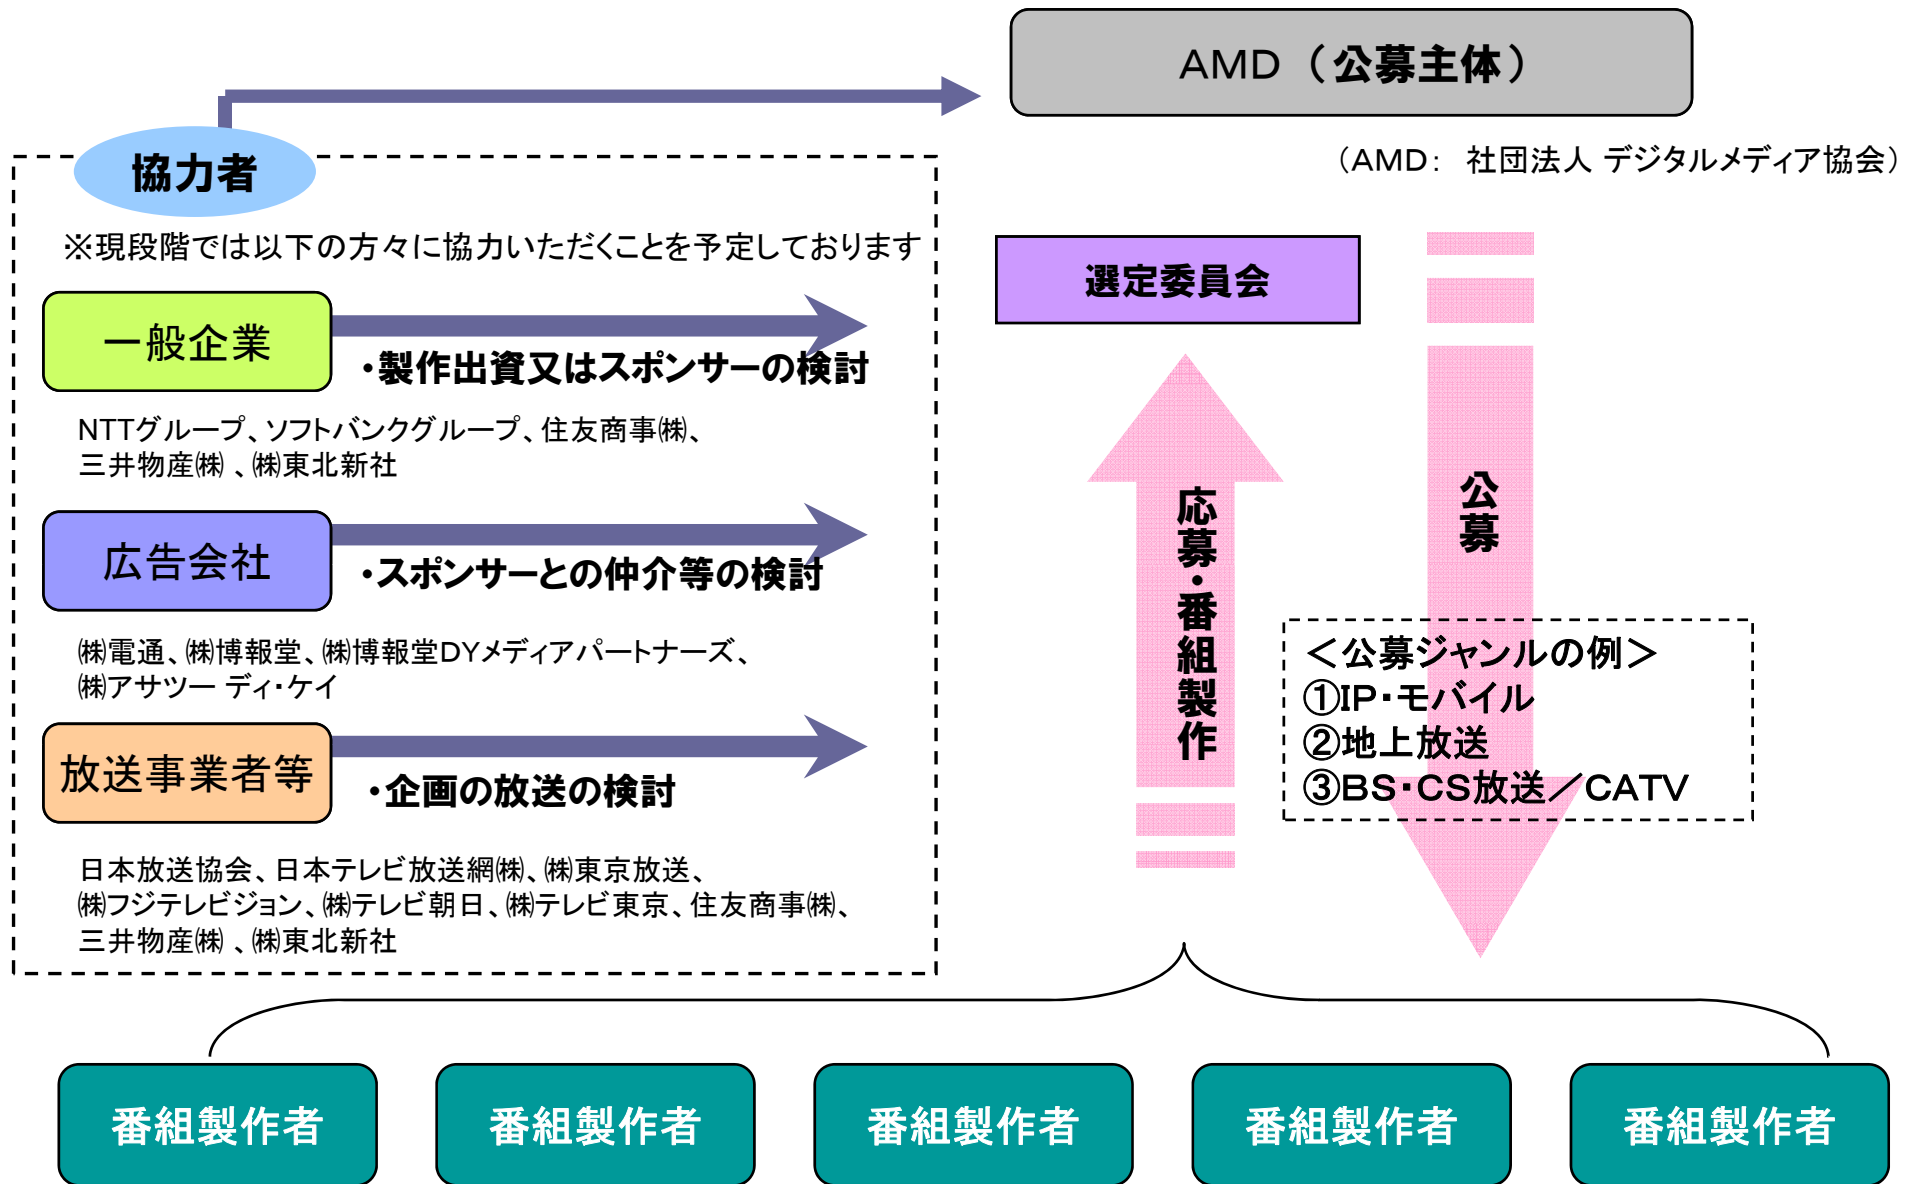 AMD（公募主体）
（AMD： 社団法人 デジタルメディア協会）
協力者
※現段階では以下の方々に協力いただくことを予定しております
一般企業
・製作出資又はスポンサーの検討
NTTグループ、ソフトバンクグループ、住友商事㈱、
三井物産㈱ 、㈱東北新社
広告会社
・スポンサーとの仲介等の検討
㈱電通、㈱博報堂、㈱博報堂DYメディアパートナーズ、
㈱アサツー ディ・ケイ
放送事業者等
・企画の放送の検討
日本放送協会、日本テレビ放送網㈱、㈱東京放送、
㈱フジテレビジョン、㈱テレビ朝日、㈱テレビ東京、住友商事㈱、
三井物産㈱ 、㈱東北新社
選定委員会
応募・番組製作
公募
＜公募ジャンルの例＞
①IP・モバイル
②地上放送
③BS・CS放送／CATV
番組製作者
番組製作者
番組製作者
番組製作者
番組製作者